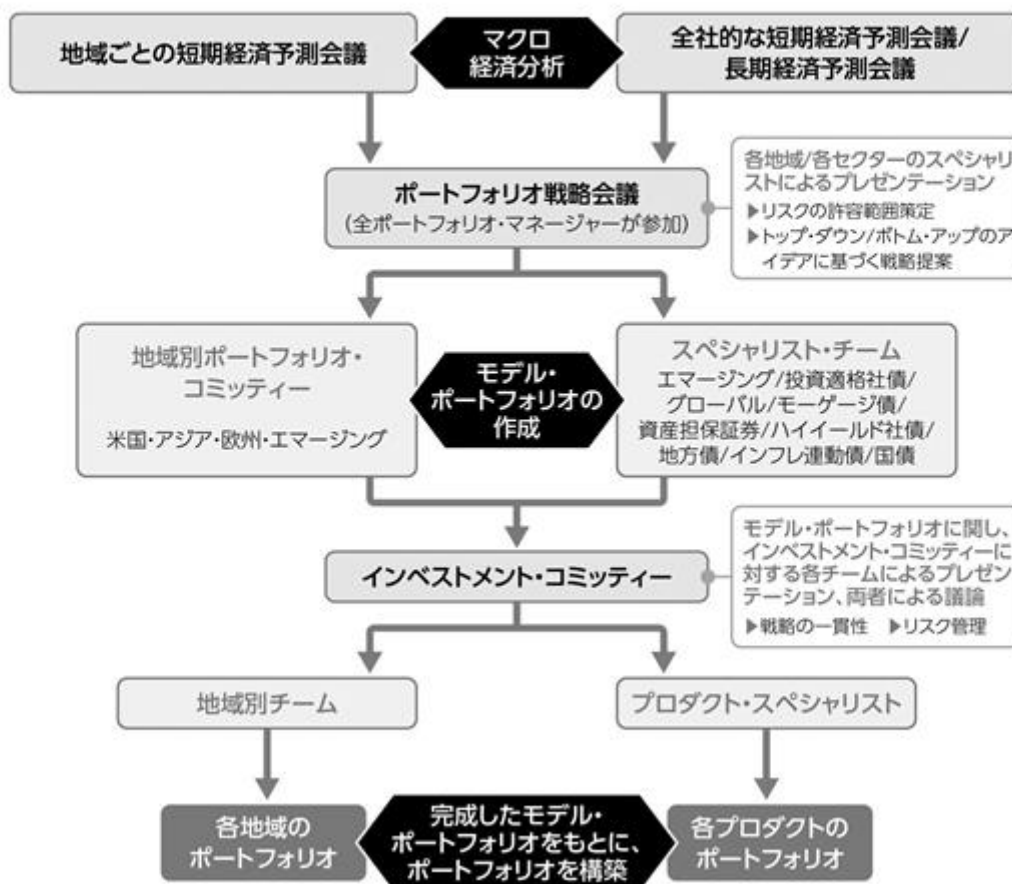 地域ごとの短期経済予測会議
マクロ
経済分析
全社的な短期経済予測会議/
長期経済予測会議
各地域/各セクターのスペシャリ
ストによるプレゼンテーション
▶リスクの許容範囲策定
▶トップ・ダウン/ボトム・アップのア
イデアに基づく戦略提案
ポートフォリオ戦略会議
(全ポートフォリオ・マネージャーが参加)
地域別ポートフォリオ・
コミッティー
米国・アジア・欧州・エマージング
モデル・
ポートフォリオの
作成
スペシャリスト・チーム
エマージング/投資適格社債/
グローバル/モーゲージ債/
資産担保証券/ハイイールド社債/
地方債/インフレ連動債/国債
モデル・ポートフォリオに関し、
インベストメント・コミッティーに
対する各チームによるプレゼン
テーション、両者による議論
▶戦略の一貫性 ▶リスク管理
インベストメント・コミッティー
地域別チーム
プロダクト・スペシャリスト
各地域の
ポートフォリオ
完成したモデル・
ポートフォリオをもとに、
ポートフォリオを構築
各プロダクトの
ポートフォリオ